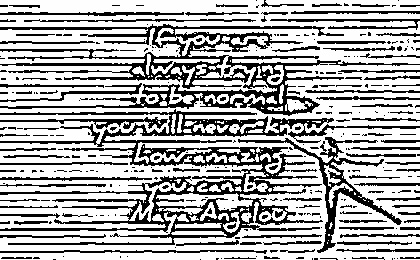 If you are
always trying
to be normal
you will never know
how amazing
you can be.
Maya Angelou